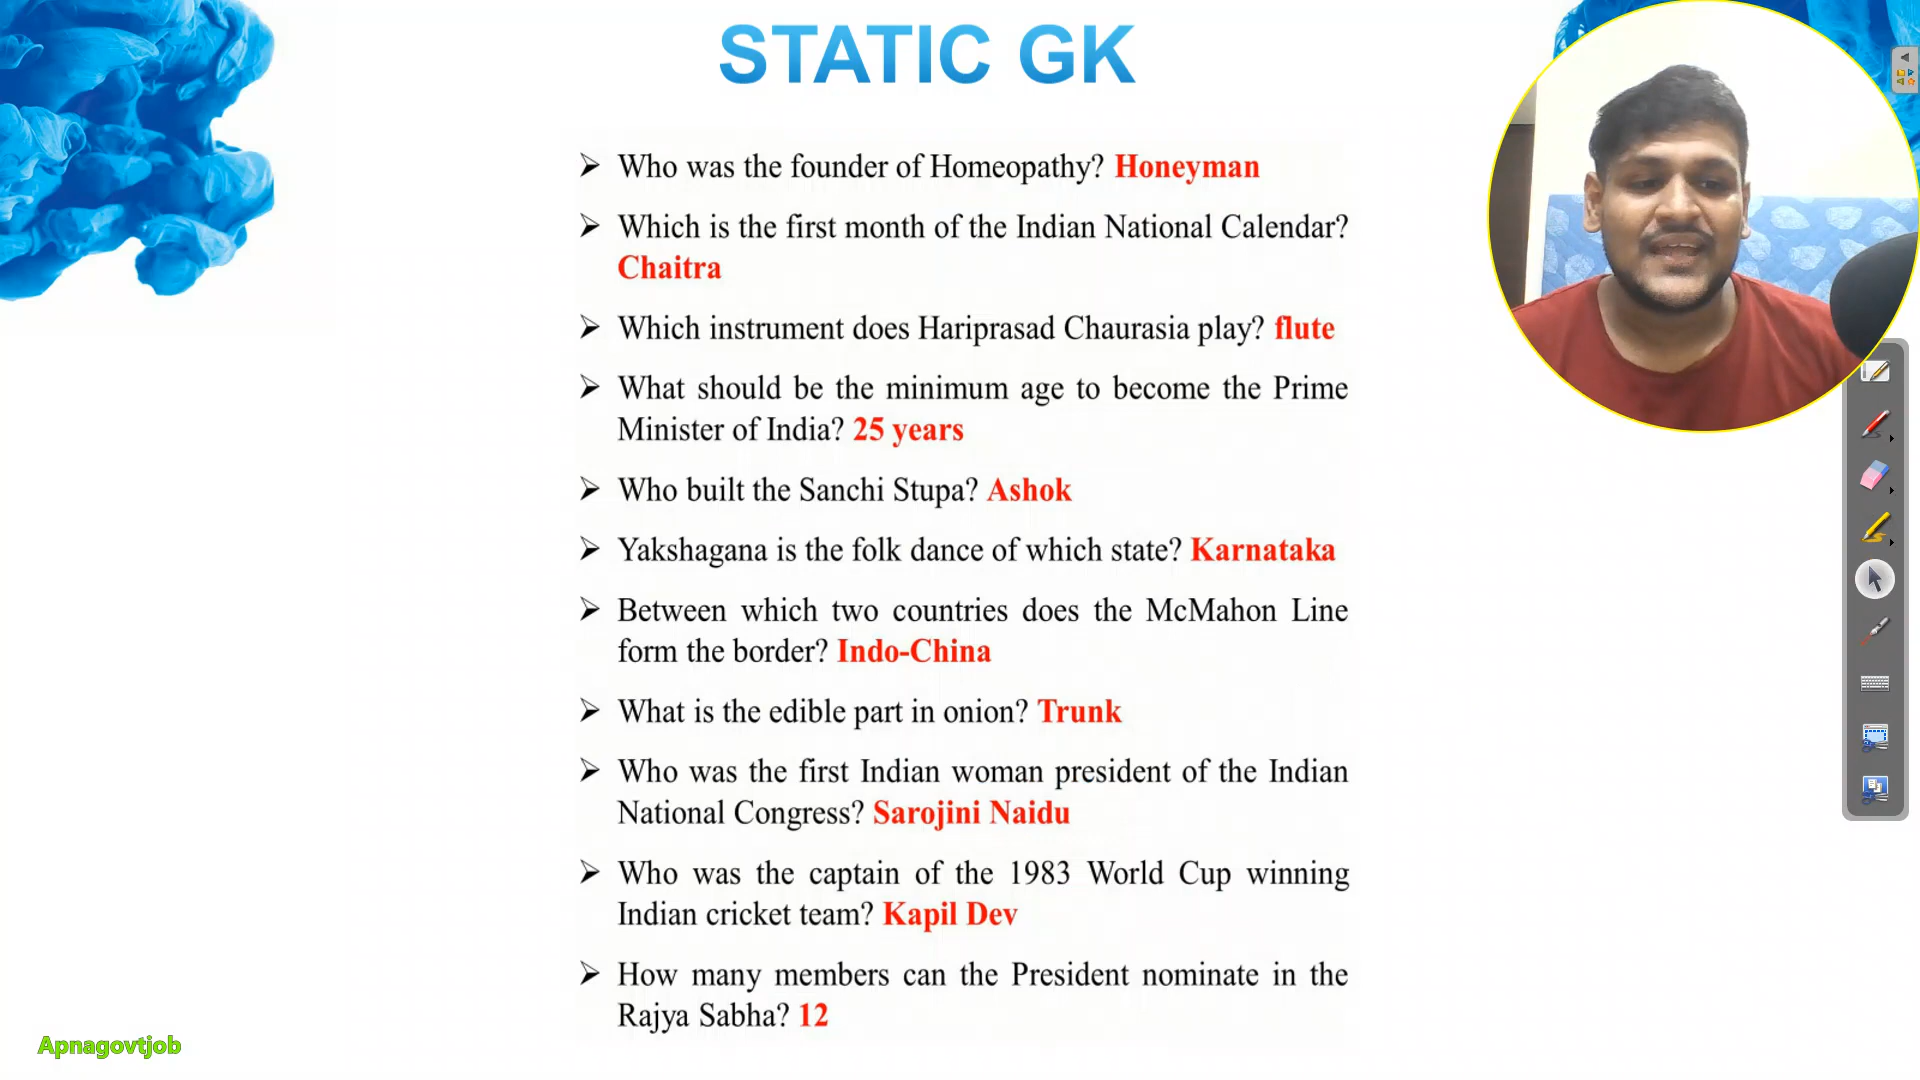 STATIC GK
➢ Who was the founder of Homeopathy? Honeyman
➢ Which is the first month of the Indian National Calendar?
Chaitra
➢ Which instrument does Hariprasad Chaurasia play? flute
➢ What should be the minimum age to become the Prime
Minister of India? 25 years
➢ Who built the Sanchi Stupa? Ashok
➢ Yakshagana is the folk dance of which state? Karnataka
➢ Between which two countries does the McMahon Line
form the border? Indo-China
➢ What is the edible part in onion? Trunk
➢ Who was the first Indian woman president of the Indian
National Congress? Sarojini Naidu
➢ Who was the captain of the 1983 World Cup winning
Indian cricket team? Kapil Dev
➢ How many members can the President nominate in the
Rajya Sabha? 12
Apnagovtjob